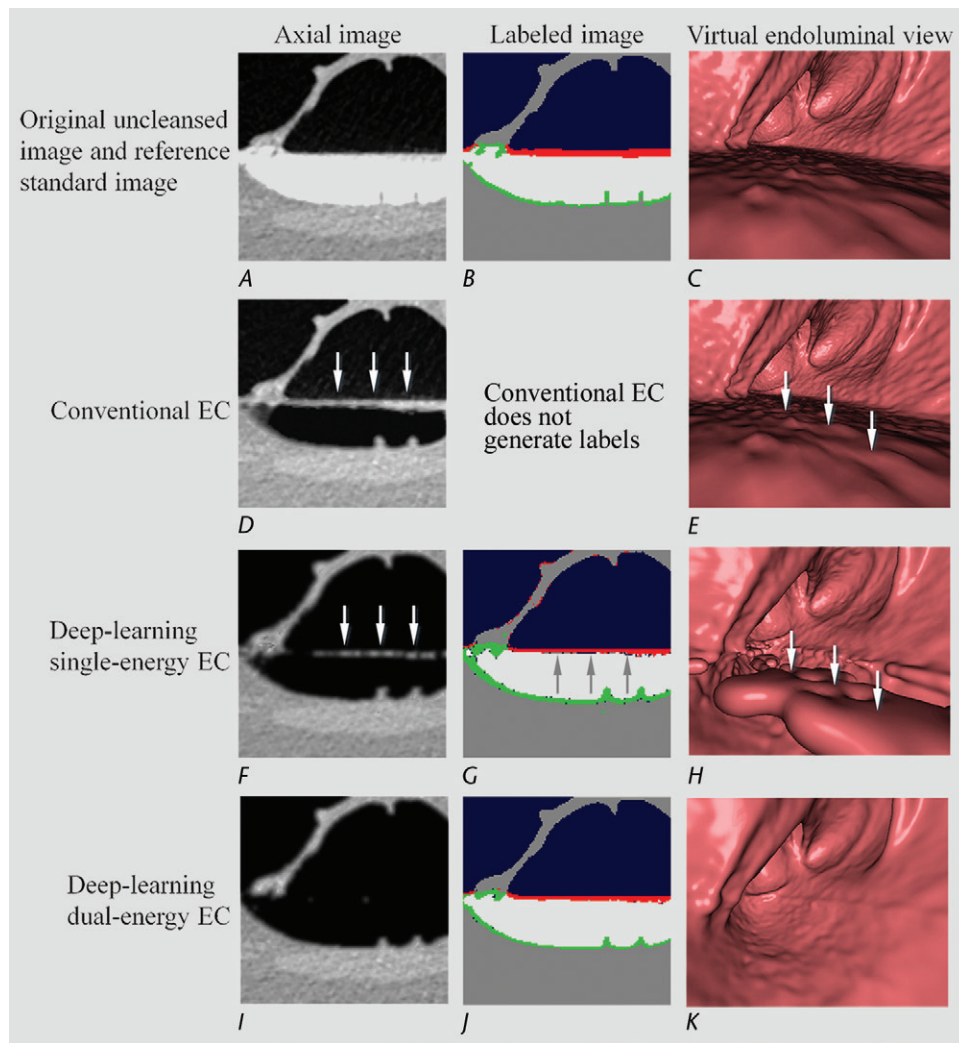 Axial image
Labeled image
Virtual endoluminal view
Original uncleansed
image and reference
standard image
A
B
C
Conventional EC
Conventional EC
does not
generate labels
D
E
Deep-learning
single-energy EC
F
G
H
Deep-learning
dual-energy EC
I
J
K